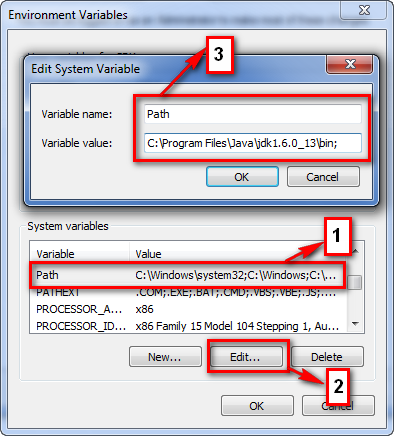 Environment Variables
3
Edit System Variable
Variable name: Path
Variable value: C:\Program Files\Java\jdk1.6.0_13\bin;
OK Cancel
System variables
1
Variable Value
Path C:\Windows\system32;C:\Windows;C:\...
PATHEXT .COM;.EXE;.BAT;.CMD;.VBS;.VBE;.JS;....
PROCESSOR_A... x86
PROCESSOR_ID... x86 Family 15 Model 104 Stepping 1, Au...
New... Edit... Delete
2
OK Cancel